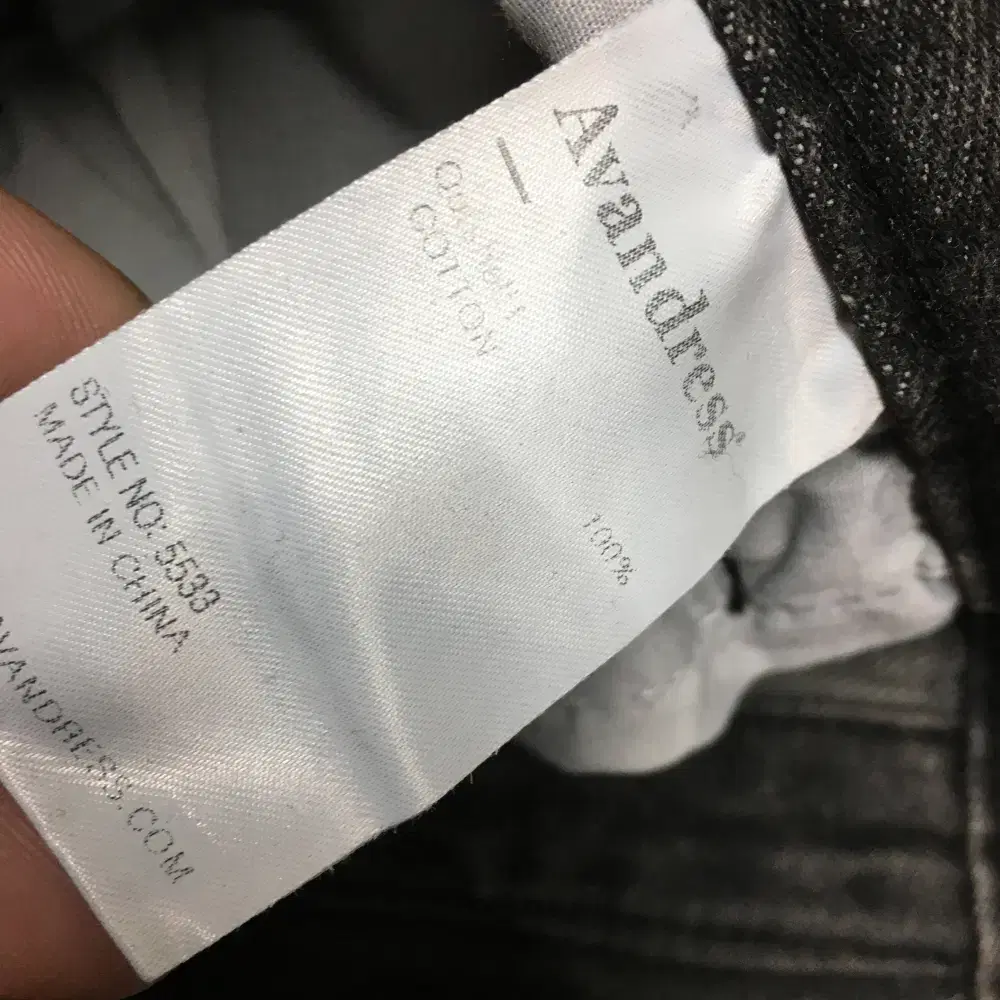 Avandress
100%
COTTON
STYLE NO: 5533
MADE IN CHINA
AVANDRESS.COM